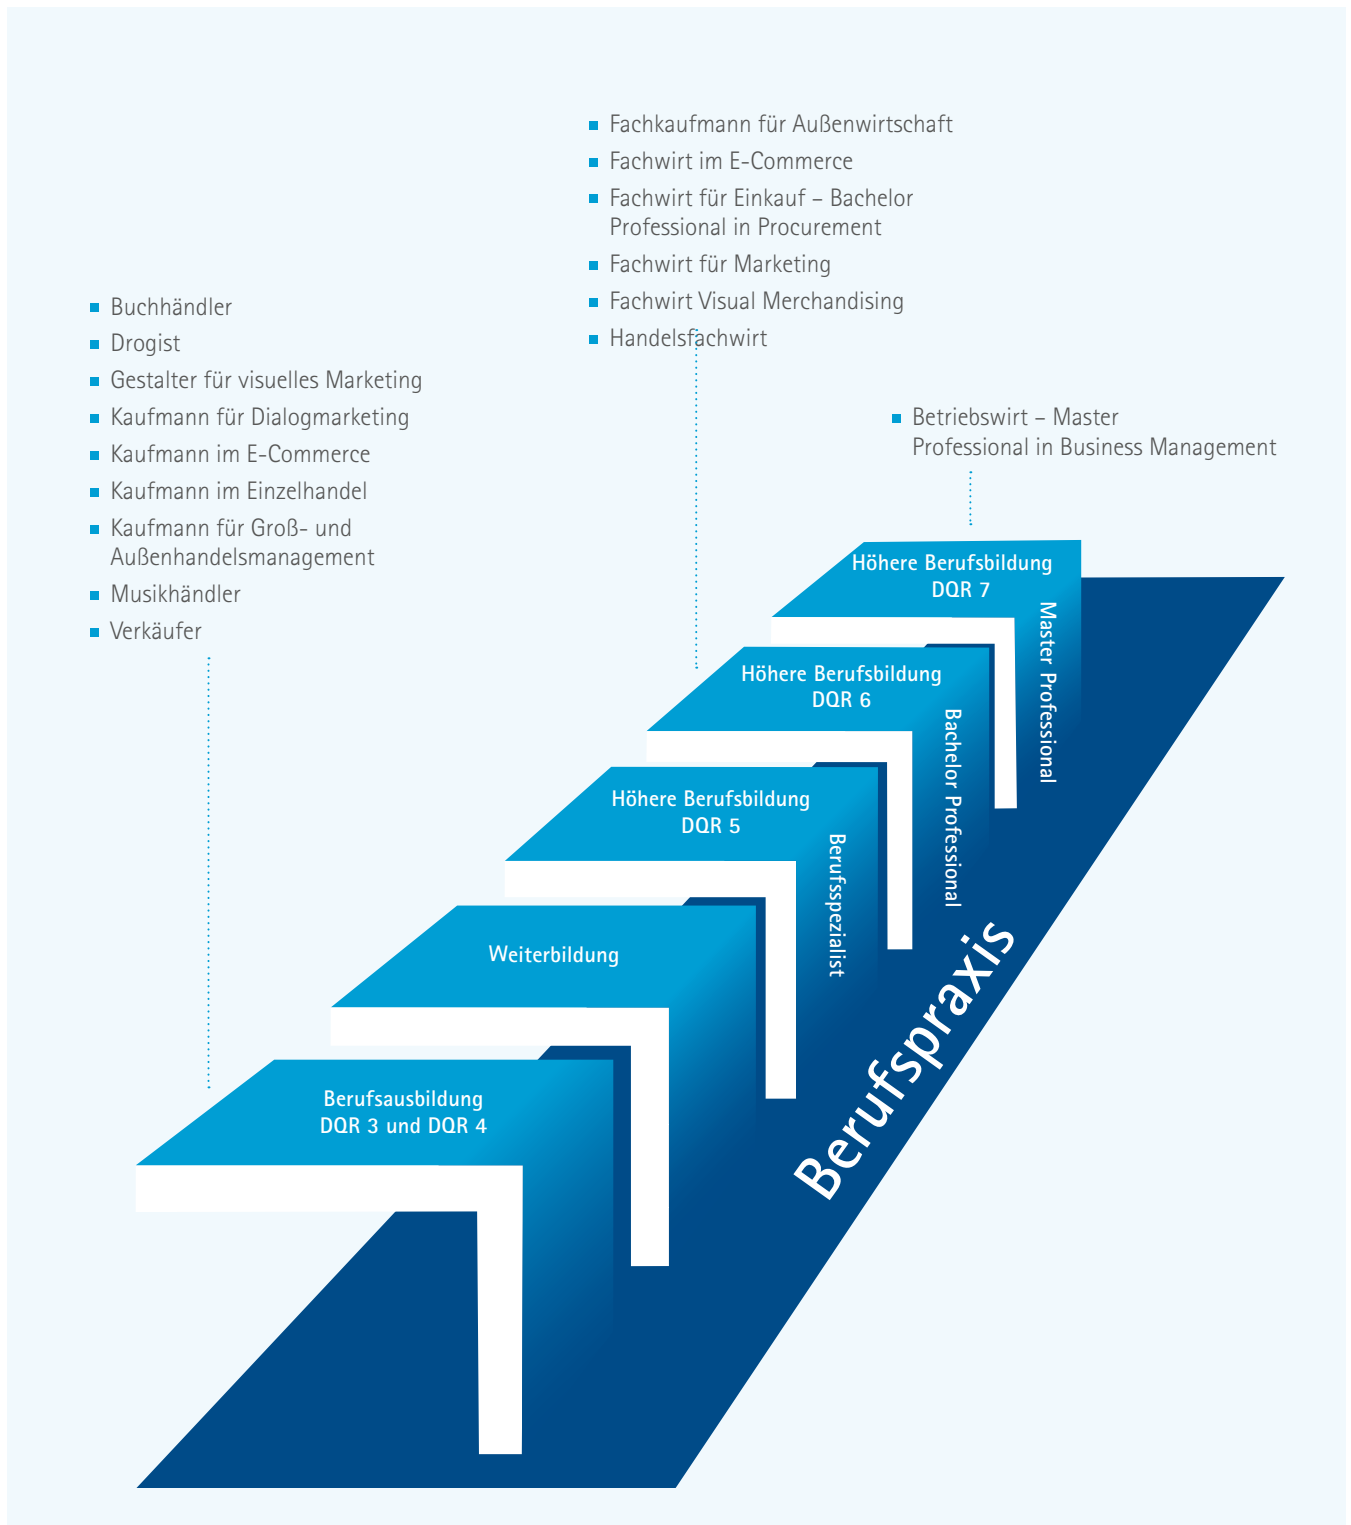 Fachkaufmann für Außenwirtschaft
Fachwirt im E-Commerce
Fachwirt für Einkauf – Bachelor
Professional in Procurement
Fachwirt für Marketing
Fachwirt Visual Merchandising
Handelsfachwirt
Buchhändler
Drogist
Gestalter für visuelles Marketing
Kaufmann für Dialogmarketing
Kaufmann im E-Commerce
Kaufmann im Einzelhandel
Kaufmann für Groß- und
Außenhandelsmanagement
Musikhändler
Verkäufer
Betriebswirt – Master
Professional in Business Management
Höhere Berufsbildung
DQR 7
Master Professional
Höhere Berufsbildung
DQR 6
Bachelor Professional
Höhere Berufsbildung
DQR 5
Berufsspezialist
Weiterbildung
Berufsausbildung
DQR 3 und DQR 4
Berufspraxis